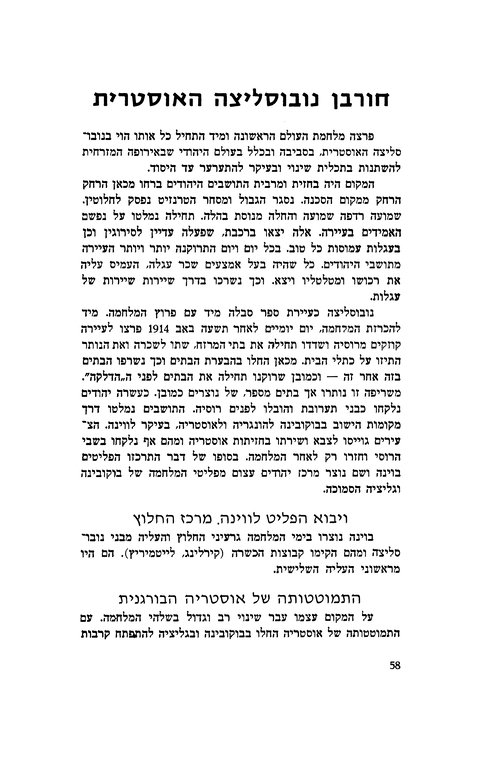 חורבן נובוסליצה האוסטרית
פרצה מלחמת העולם הראשונה ומיד התחיל כל אותו הוי בנובו־
סליצה האוסטרית, בסביבה ובכלל בעולם היהודי שבאירופה המזרחית
להשתנות בתכלית שינוי ובעיקר להתערער עד היסוד.
המקום היה בחזית ומרבית התושבים היהודים ברחו מכאן הרחק
הרחק ממקום הסכנה. נסגר הגבול ומסחר הטרנזיט נפסק לחלוטין.
שמועה רדפה שמועה והחלה מנוסת בהלה. תחילה נמלטו על נפשם
האמידים בעיירה. אלה יצאו ברכבת, שפעלה עדיין לסירוגין וכן
בעגלות עמוסות כל טוב. בכל יום ויום התרוקנה יותר ויותר העיירה
מתושבי היהודים. כל שהיה בעל אמצעים שכר עגלה, העמיס עליה
את רכושו ומטלטליו ויצא. וכך נשרכו בדרך שיירות שיירות של
עגלות.
נובוסליצה כעיירת ספר סבלה מיד עם פרוץ המלחמה. מיד
להכרזת המלחמה, יום יומיים לאחר תשעה באב 1914 פרצו לעיירה
קוזקים מרוסיה ושדדו תחילה את בתי המרזח, שתו לשכרה ואת הנותר
התיזו על כתלי הבית. מכאן החלו בהבערת הבתים וכך נשרפו הבתים
בזה אחר זה — וכמובן שרוקנו תחילה את הבתים לפני ה„הדלקה".
משריפה זו נותרו אך בתים מספר, של נוצרים כמובן. כעשרה יהודים
נלקחו כבני תערובת והובלו לפנים רוסיה. התושבים נמלטו דרך
מקומות הישוב בבוקובינה להונגריה ולאוסטריה, בעיקר לווינה. הצ־
עירים גוייסו לצבא ושירתו בחזיתות אוסטריה ומהם אף נלקחו בשבי
הרוסי וחזרו רק לאחר המלחמה. בסופו של דבר התרכזו הפליטים
בוינה ושם נוצר מרכז יהודים עצום מפליטי המלחמה של בוקובינה
וגליציה הסמוכה.
ויבוא הפליט לווינה, מרכז החלוץ
בוינה נוצרו בימי המלחמה גרעיני החלוץ והעליה מבני נובו־
סליצה ומהם הקימו קבוצות הכשרה (קירלינג, לייטמיריץ). הם היו
מראשוני העליה השלישית.
התמוטטותה של אוסטריה הבורגנית
על המקום עצמו עבר שינוי רב וגדול בשלהי המלחמה. עם
התמוטטותה של אוסטריה החלו בבוקובינה ובגליציה להתפתח קרבות
58